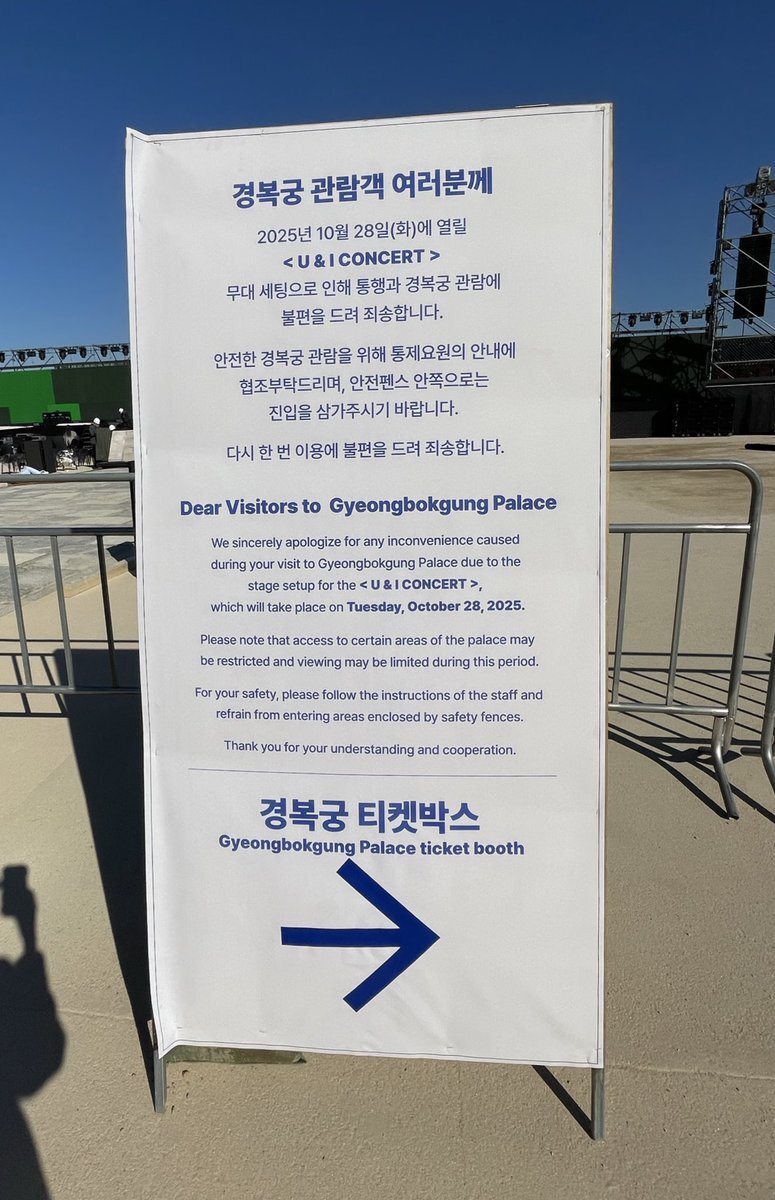 경복궁 관람객 여러분께
2025년 10월 28일(화)에 열릴
< U & I CONCERT >
무대 세팅으로 인해 통행과 경복궁 관람에
불편을 드려 죄송합니다.
안전한 경복궁 관람을 위해 통제요원의 안내에
협조부탁드리며, 안전펜스 안쪽으로는
진입을 삼가주시기 바랍니다.
다시 한 번 이용에 불편을 드려 죄송합니다.
Dear Visitors to Gyeongbokgung Palace
We sincerely apologize for any inconvenience caused
during your visit to Gyeongbokgung Palace due to the
stage setup for the < U & I CONCERT >,
which will take place on Tuesday, October 28, 2025.
Please note that access to certain areas of the palace may
be restricted and viewing may be limited during this period.
For your safety, please follow the instructions of the staff and
refrain from entering areas enclosed by safety fences.
Thank you for your understanding and cooperation.
경복궁 티켓박스
Gyeongbokgung Palace ticket booth